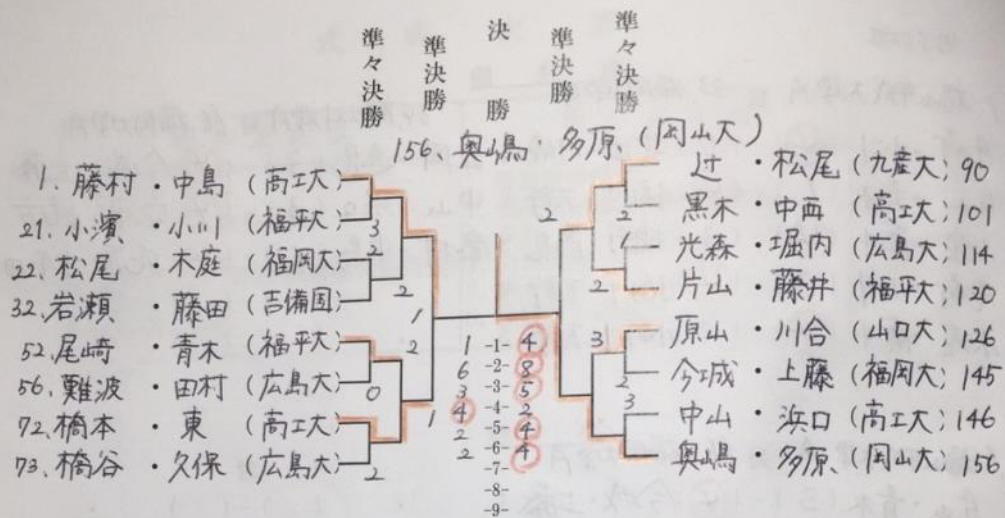 準々決勝 準決勝 決勝 準決勝 準々決勝
156. 奥嶋・多原 (岡山大)
1. 藤村・中島 (高工大)
21. 小濱・小川 (福平大)
22. 松尾・木庭 (福岡大)
32. 岩瀬・藤田 (吉備国)
52. 尾崎・青木 (福平大)
56. 難波・田村 (広島大)
72. 橋本・東 (高工大)
73. 橋谷・久保 (広島大)
3
2
2
0
2
1
2
1
1 -1- 4
6 -2- 8
3 -3- 5
4 -4- 2
2 -5- 4
2 -6- 4
-7-
-8-
-9-
2
3
2
1
2
2
3
辻・松尾 (九産大; 90
黒木・中西 (高工大; 101
光森・堀内 (広島大; 114
片山・藤井 (福平大; 120
原山・川合 (山口大; 126
今城・上藤 (福岡大; 145
中山・浜口 (高工大; 146
奥嶋・多原 (岡山大; 156